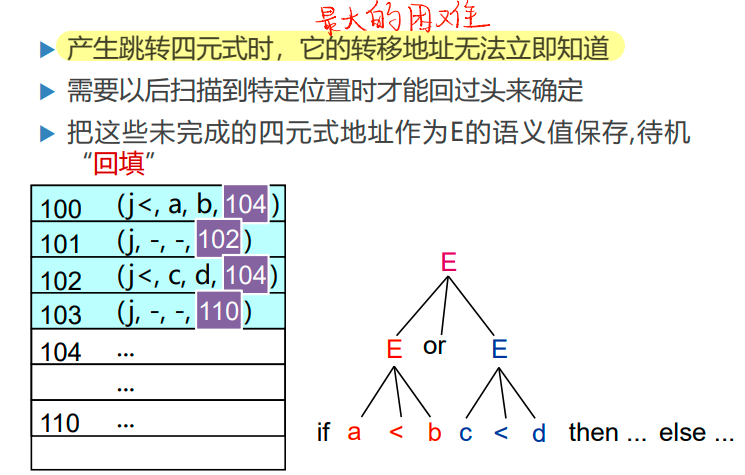 最大的困难
产生跳转四元式时，它的转移地址无法立即知道
需要以后扫描到特定位置时才能回过头来确定
把这些未完成的四元式地址作为E的语义值保存,待机
“回填”
100 (j<, a, b, 104)
101 (j, -, -, 102)
102 (j<, c, d, 104)
103 (j, -, -, 110)
104 ...
...
110 ...
E
E or E
if a < b c < d then ... else ...